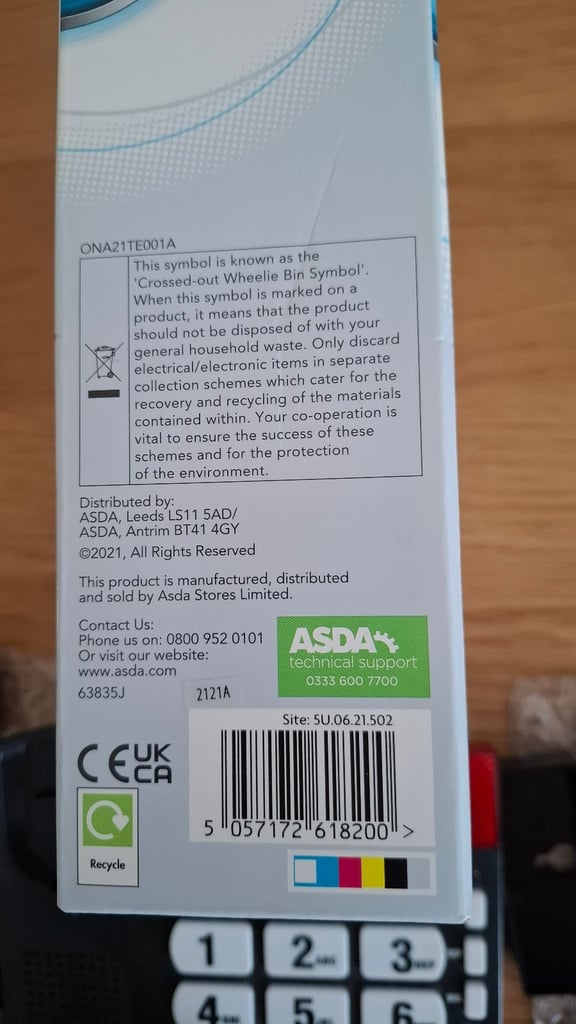 ONA21TE001A
This symbol is known as the
'Crossed-out Wheelie Bin Symbol'.
When this symbol is marked on a
product, it means that the product
should not be disposed of with your
general household waste. Only discard
electrical/electronic items in separate
collection schemes which cater for the
recovery and recycling of the materials
contained within. Your co-operation is
vital to ensure the success of these
schemes and for the protection
of the environment.
Distributed by:
ASDA, Leeds LS11 5AD/
ASDA, Antrim BT41 4GY
©2021, All Rights Reserved
This product is manufactured, distributed
and sold by Asda Stores Limited.
Contact Us:
Phone us on: 0800 952 0101
Or visit our website:
www.asda.com
63835J
2121A
ASDA
technical support
0333 600 7700
Site: 5U.06.21.502
5 057172 618200 >
CE UK
CA
Recycle
1 2 ABC 3 DEF
4 5 6